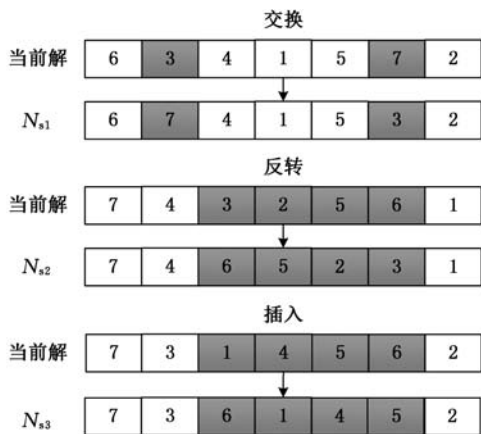 交换
当前解 6 3 4 1 5 7 2
Ns1 6 7 4 1 5 3 2
反转
当前解 7 4 3 2 5 6 1
Ns2 7 4 6 5 2 3 1
插入
当前解 7 3 1 4 5 6 2
Ns3 7 3 6 1 4 5 2